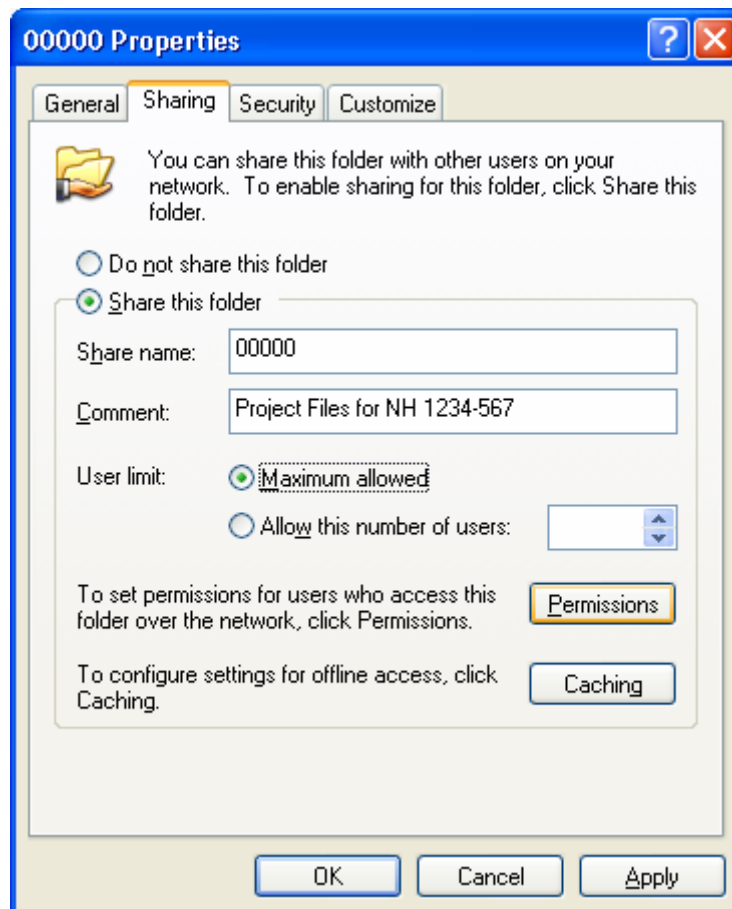 00000 Properties
General Sharing Security Customize
You can share this folder with other users on your
network. To enable sharing for this folder, click Share this
folder.
Do not share this folder
Share this folder
Share name: 00000
Comment: Project Files for NH 1234-567
User limit: Maximum allowed
Allow this number of users:
To set permissions for users who access this
folder over the network, click Permissions.
Permissions
To configure settings for offline access, click
Caching.
Caching
OK Cancel Apply